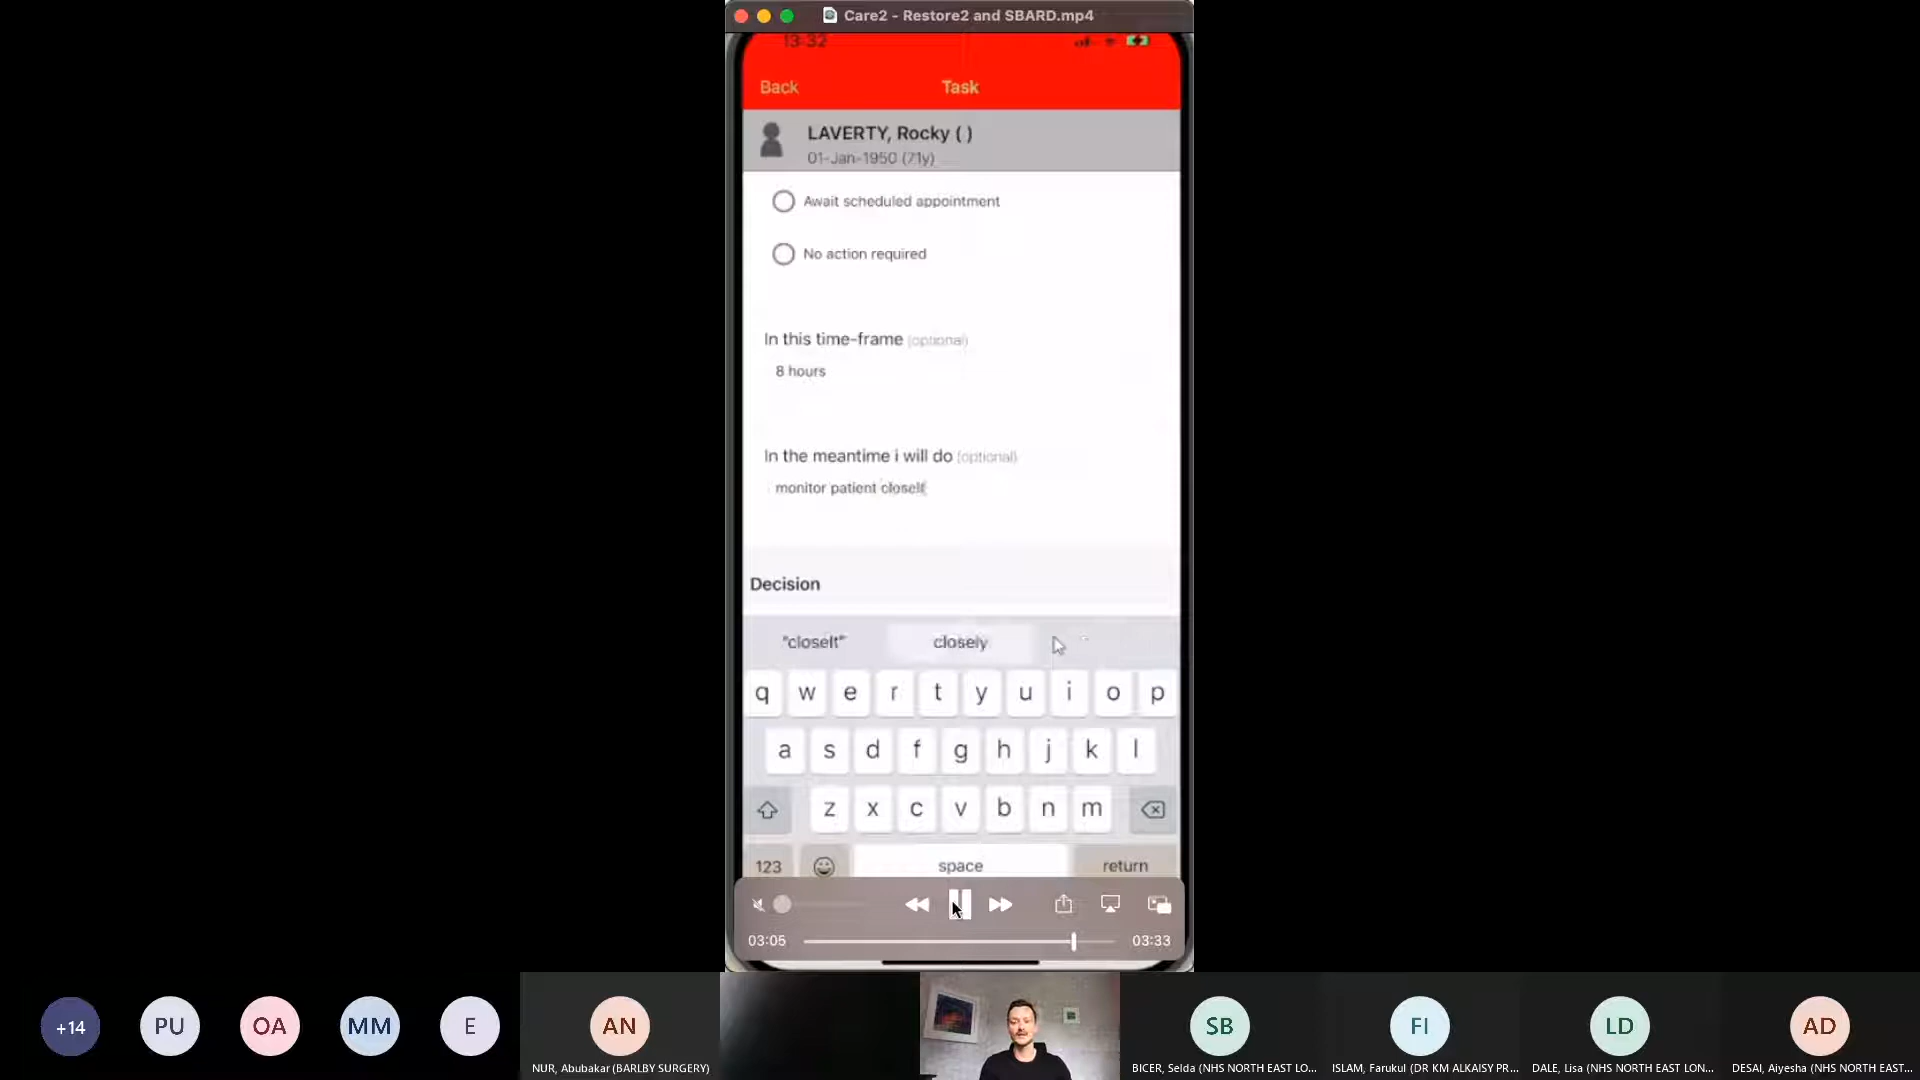 Care2 - Restore2 and SBARD.mp4
13:32
Back
Task
LAVERTY, Rocky ( )
01-Jan-1950 (71y)
Await scheduled appointment
No action required
In this time-frame (optional)
8 hours
In the meantime i will do (optional)
monitor patient closelt
Decision
"closelt" closely
q w e r t y u i o p
a s d f g h j k l
z x c v b n m
123 space return
03:05 03:33
+14 PU OA MM E AN SB FI LD AD
NUR, Abubakar (BARLBY SURGERY)
BICER, Selda (NHS NORTH EAST LO...
ISLAM, Farukul (DR KM ALKAISY PR...
DALE, Lisa (NHS NORTH EAST LON...
DESAI, Aiyesha (NHS NORTH EAST...